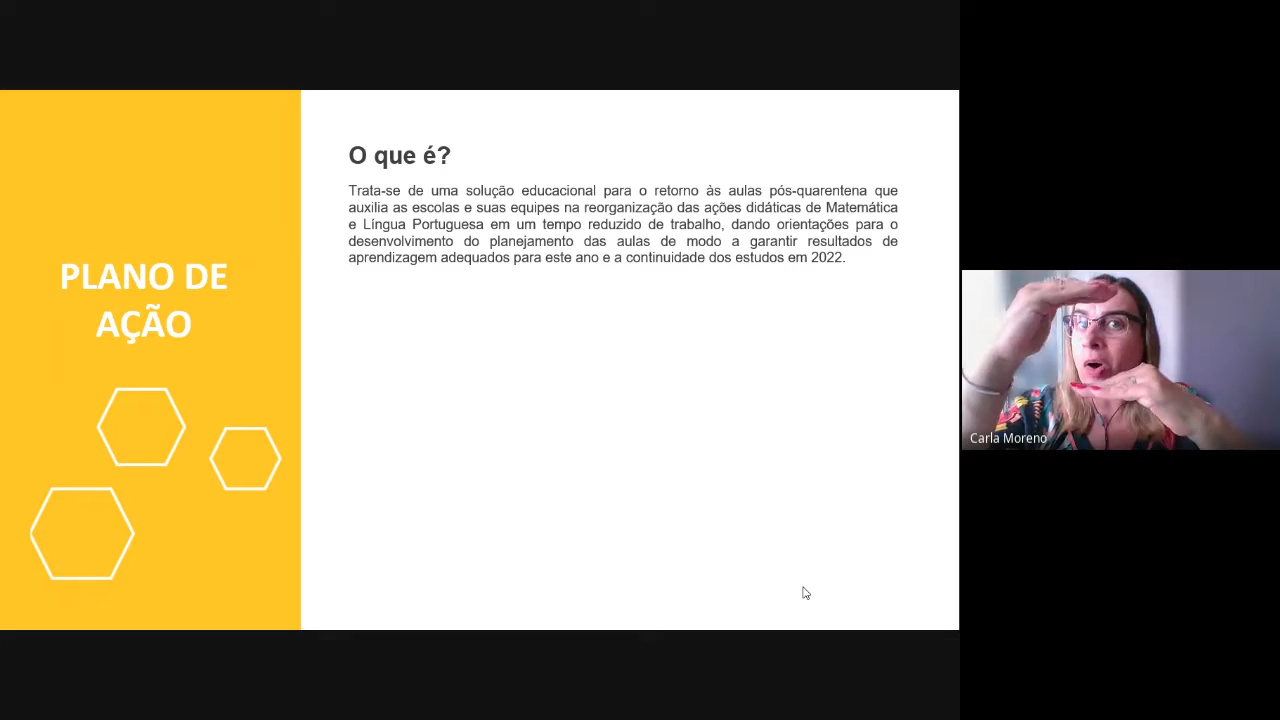 PLANO DE
AÇÃO
O que é?
Trata-se de uma solução educacional para o retorno às aulas pós-quarentena que
auxilia as escolas e suas equipes na reorganização das ações didáticas de Matemática
e Língua Portuguesa em um tempo reduzido de trabalho, dando orientações para o
desenvolvimento do planejamento das aulas de modo a garantir resultados de
aprendizagem adequados para este ano e a continuidade dos estudos em 2022.
Carla Moreno